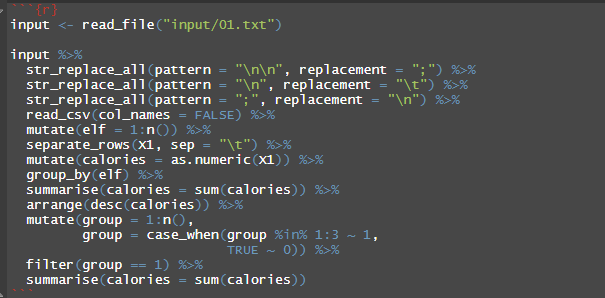 ```{r}
input <- read_file("input/01.txt")

input %>%
  str_replace_all(pattern = "\n\n", replacement = ";") %>%
  str_replace_all(pattern = "\n", replacement = "\t") %>%
  str_replace_all(pattern = ";", replacement = "\n") %>%
  read_csv(col_names = FALSE) %>%
  mutate(elf = 1:n()) %>%
  separate_rows(X1, sep = "\t") %>%
  mutate(calories = as.numeric(X1)) %>%
  group_by(elf) %>%
  summarise(calories = sum(calories)) %>%
  arrange(desc(calories)) %>%
  mutate(group = 1:n(),
         group = case_when(group %in% 1:3 ~ 1,
                           TRUE ~ 0)) %>%
  filter(group == 1) %>%
  summarise(calories = sum(calories))
```